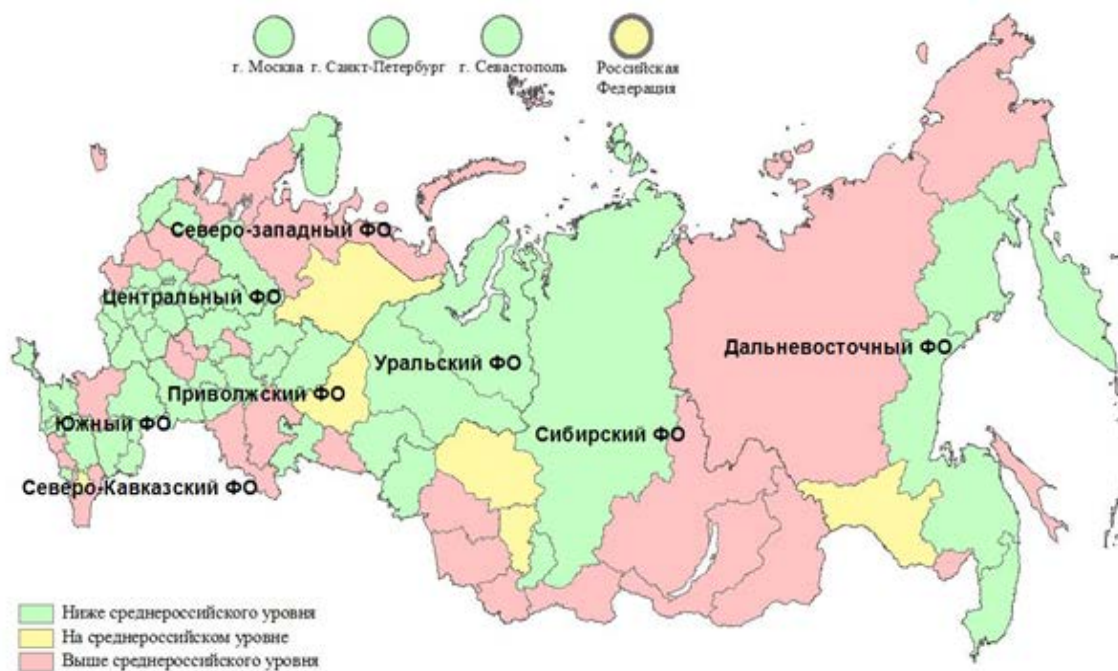 г. Москва г. Санкт-Петербург г. Севастополь Российская
Федерация
Северо-западный ФО
Центральный ФО
Дальневосточный ФО
Уральский ФО
Приволжский ФО
Южный ФО
Сибирский ФО
Северо-Кавказский ФО
Ниже среднероссийского уровня
На среднероссийском уровне
Выше среднероссийского уровня